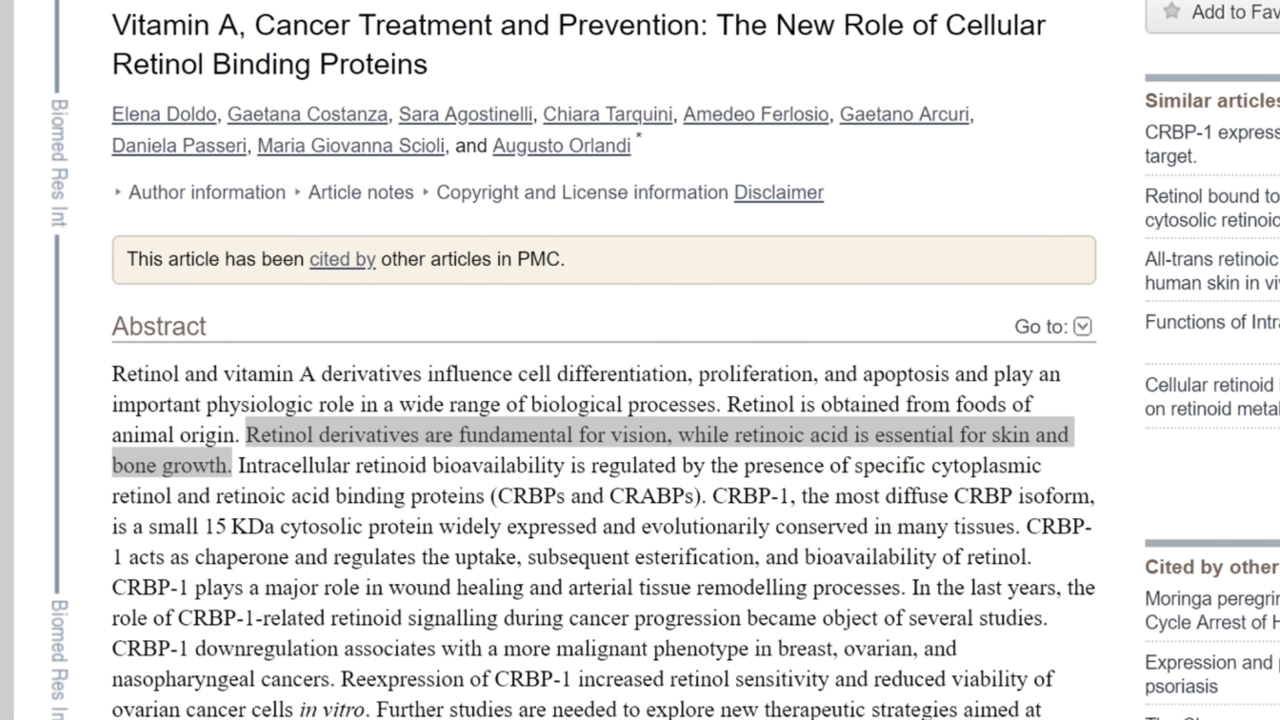 Vitamin A, Cancer Treatment and Prevention: The New Role of Cellular
Retinol Binding Proteins
Elena Doldo, Gaetana Costanza, Sara Agostinelli, Chiara Tarquini, Amedeo Ferlosio, Gaetano Arcuri,
Daniela Passeri, Maria Giovanna Scioli, and Augusto Orlandi *
Author information Article notes Copyright and License information Disclaimer
This article has been cited by other articles in PMC.
Abstract
Go to:
Retinol and vitamin A derivatives influence cell differentiation, proliferation, and apoptosis and play an
important physiologic role in a wide range of biological processes. Retinol is obtained from foods of
animal origin. Retinol derivatives are fundamental for vision, while retinoic acid is essential for skin and
bone growth. Intracellular retinoid bioavailability is regulated by the presence of specific cytoplasmic
retinol and retinoic acid binding proteins (CRBPs and CRABPs). CRBP-1, the most diffuse CRBP isoform,
is a small 15 KDa cytosolic protein widely expressed and evolutionarily conserved in many tissues. CRBP-
1 acts as chaperone and regulates the uptake, subsequent esterification, and bioavailability of retinol.
CRBP-1 plays a major role in wound healing and arterial tissue remodelling processes. In the last years, the
role of CRBP-1-related retinoid signalling during cancer progression became object of several studies.
CRBP-1 downregulation associates with a more malignant phenotype in breast, ovarian, and
nasopharyngeal cancers. Reexpression of CRBP-1 increased retinol sensitivity and reduced viability of
ovarian cancer cells in vitro. Further studies are needed to explore new therapeutic strategies aimed at
Biomed Res Int
Biomed Res In
Add to Fav
Similar articles
CRBP-1 express
target.
Retinol bound to
cytosolic retinoic
All-trans retinoic
human skin in vi
Functions of Intr
Cellular retinoid
on retinoid metal
Cited by other
Moringa peregrin
Cycle Arrest of H
Expression and
psoriasis